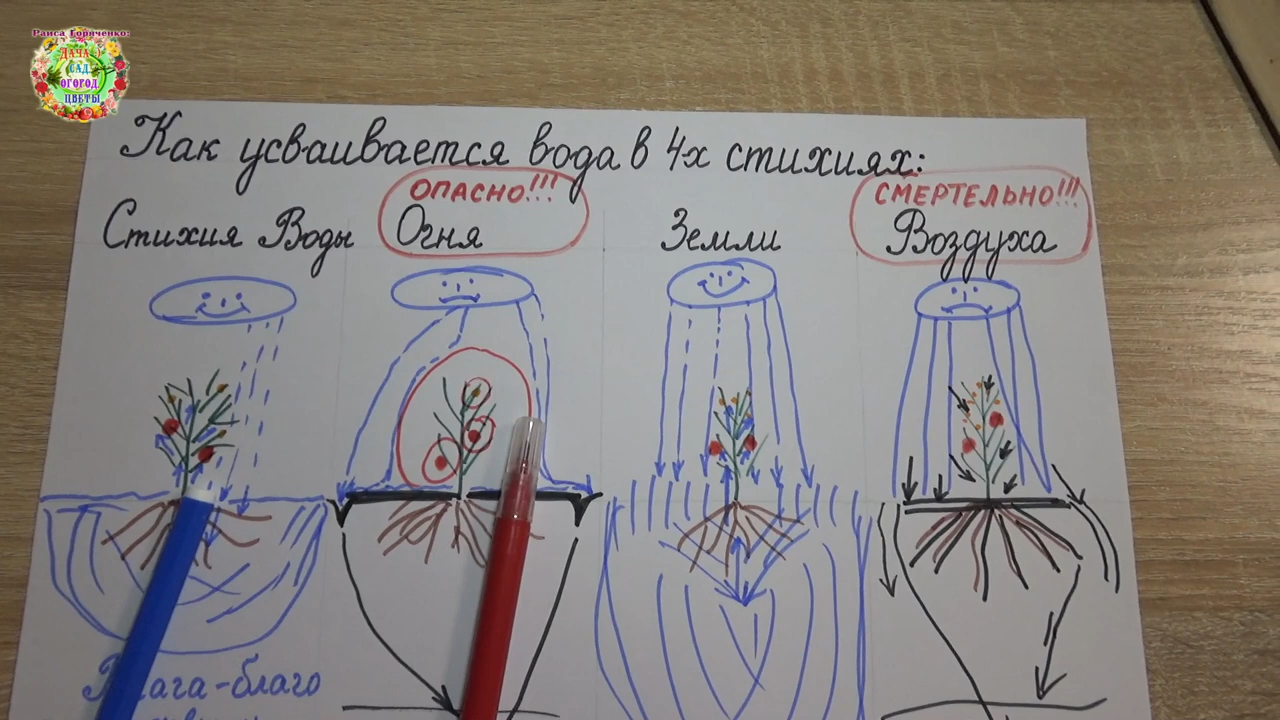 Раиса Горяченко:
ДАЧА
САД
ОГОРОД
ЦВЕТЫ
Как усваивается вода в 4х стихиях:
ОПАСНО!!!
СМЕРТЕЛЬНО!!!
Стихия Воды Огня Земли Воздуха
-благо